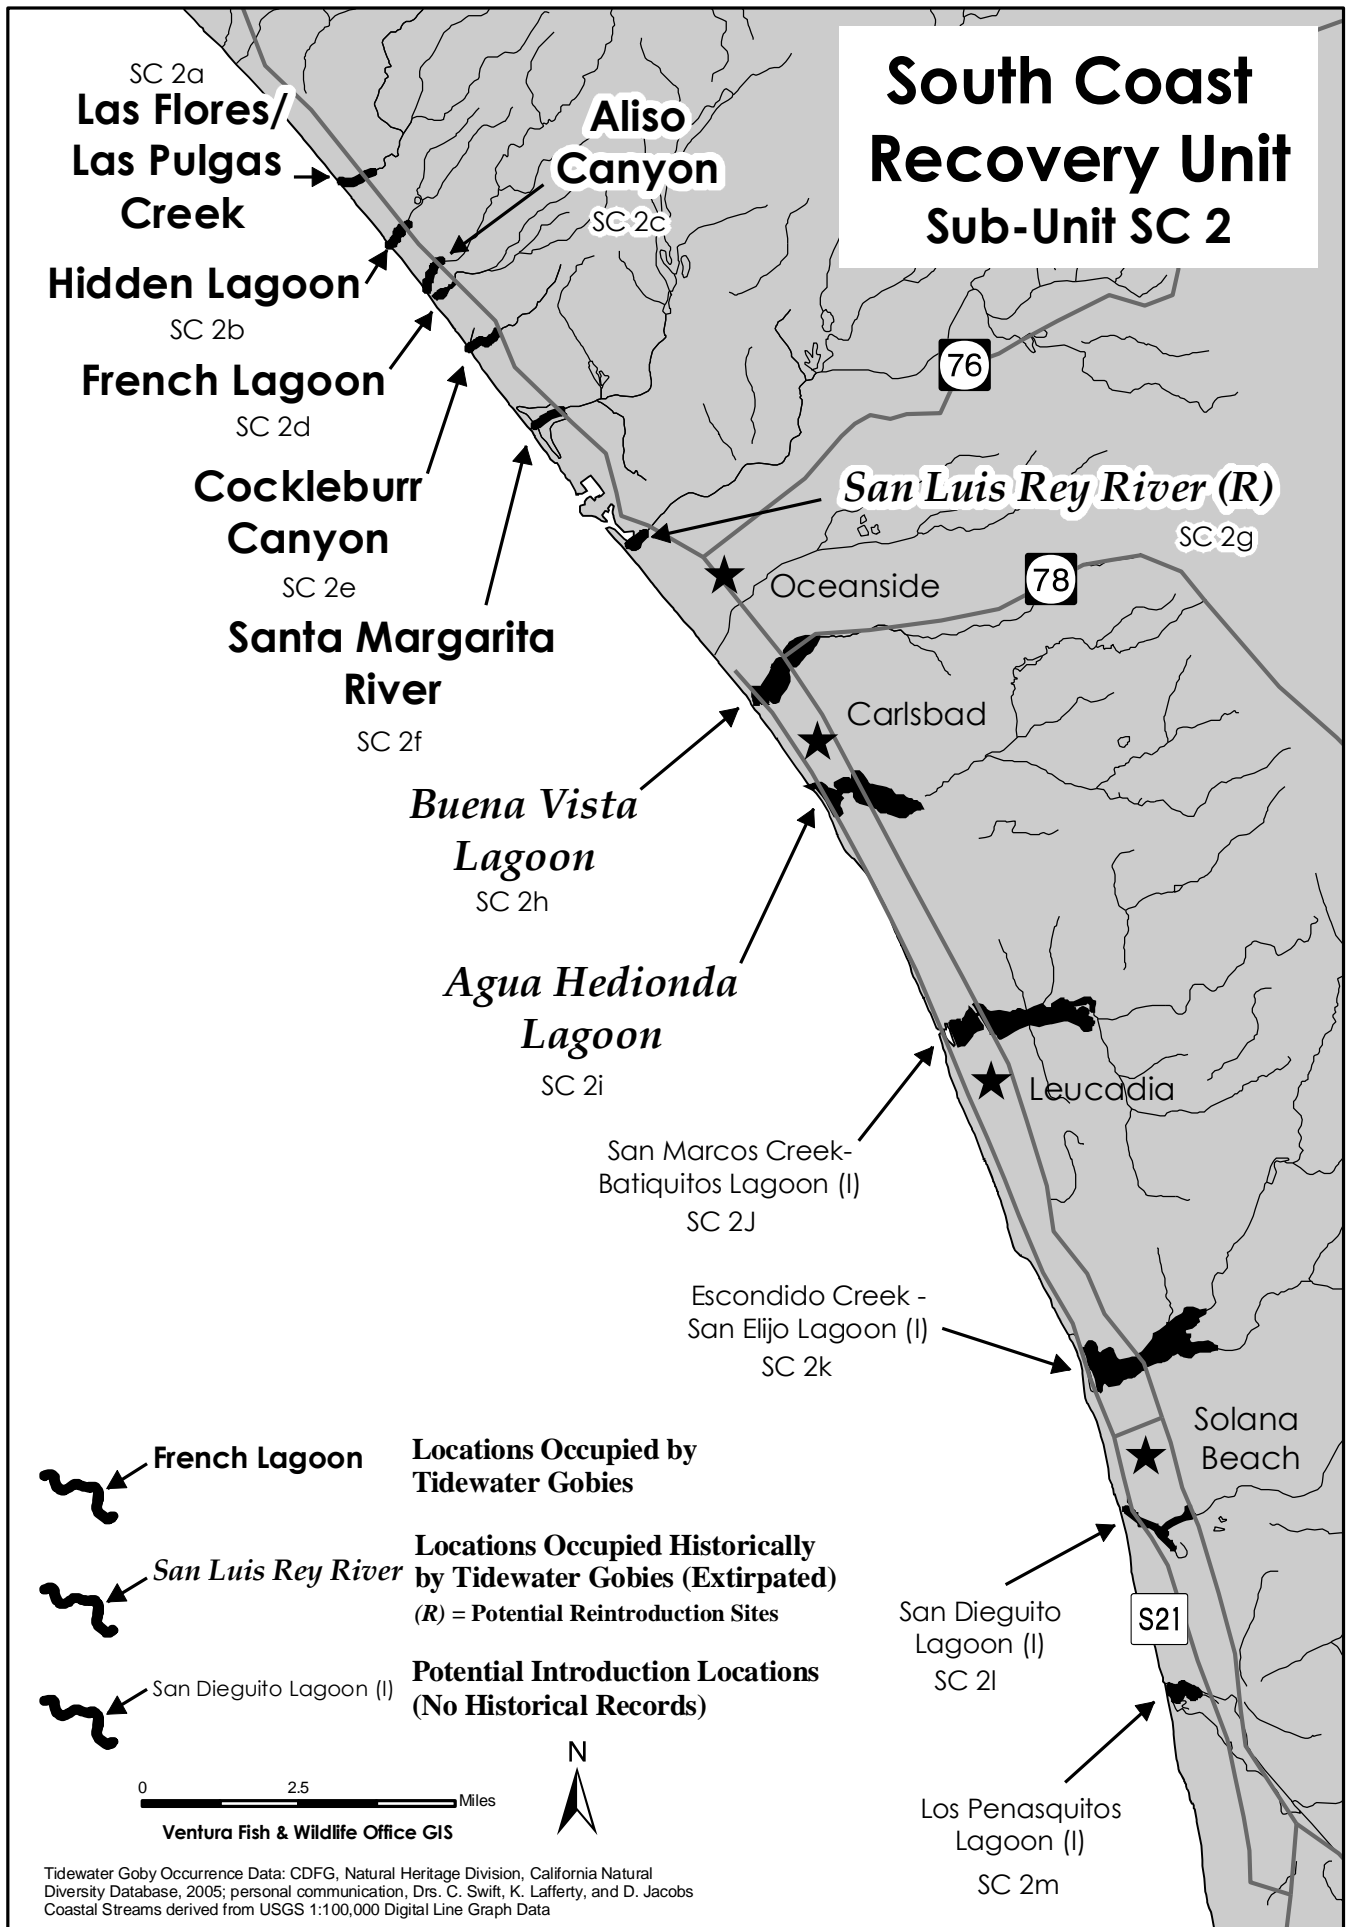 South Coast
Recovery Unit
Sub-Unit SC 2
SC 2a
Las Flores/
Las Pulgas
Creek
Aliso
Canyon
SC 2c
Hidden Lagoon
SC 2b
French Lagoon
SC 2d
76
Cockleburr
Canyon
SC 2e
San Luis Rey River (R)
SC 2g
78
Oceanside
Santa Margarita
River
SC 2f
Carlsbad
Buena Vista
Lagoon
SC 2h
Agua Hedionda
Lagoon
SC 2i
Leucadia
San Marcos Creek-
Batiquitos Lagoon (I)
SC 2J
Escondido Creek -
San Elijo Lagoon (I)
SC 2k
Solana
Beach
San Dieguito
Lagoon (I)
SC 2l
S21
Los Penasquitos
Lagoon (I)
SC 2m
French Lagoon
Locations Occupied by
Tidewater Gobies
San Luis Rey River
Locations Occupied Historically
by Tidewater Gobies (Extirpated)
(R) = Potential Reintroduction Sites
San Dieguito Lagoon (I)
Potential Introduction Locations
(No Historical Records)
N
0 2.5
Miles
Ventura Fish & Wildlife Office GIS
Tidewater Goby Occurrence Data: CDFG, Natural Heritage Division, California Natural
Diversity Database, 2005; personal communication, Drs. C. Swift, K. Lafferty, and D. Jacobs
Coastal Streams derived from USGS 1:100,000 Digital Line Graph Data